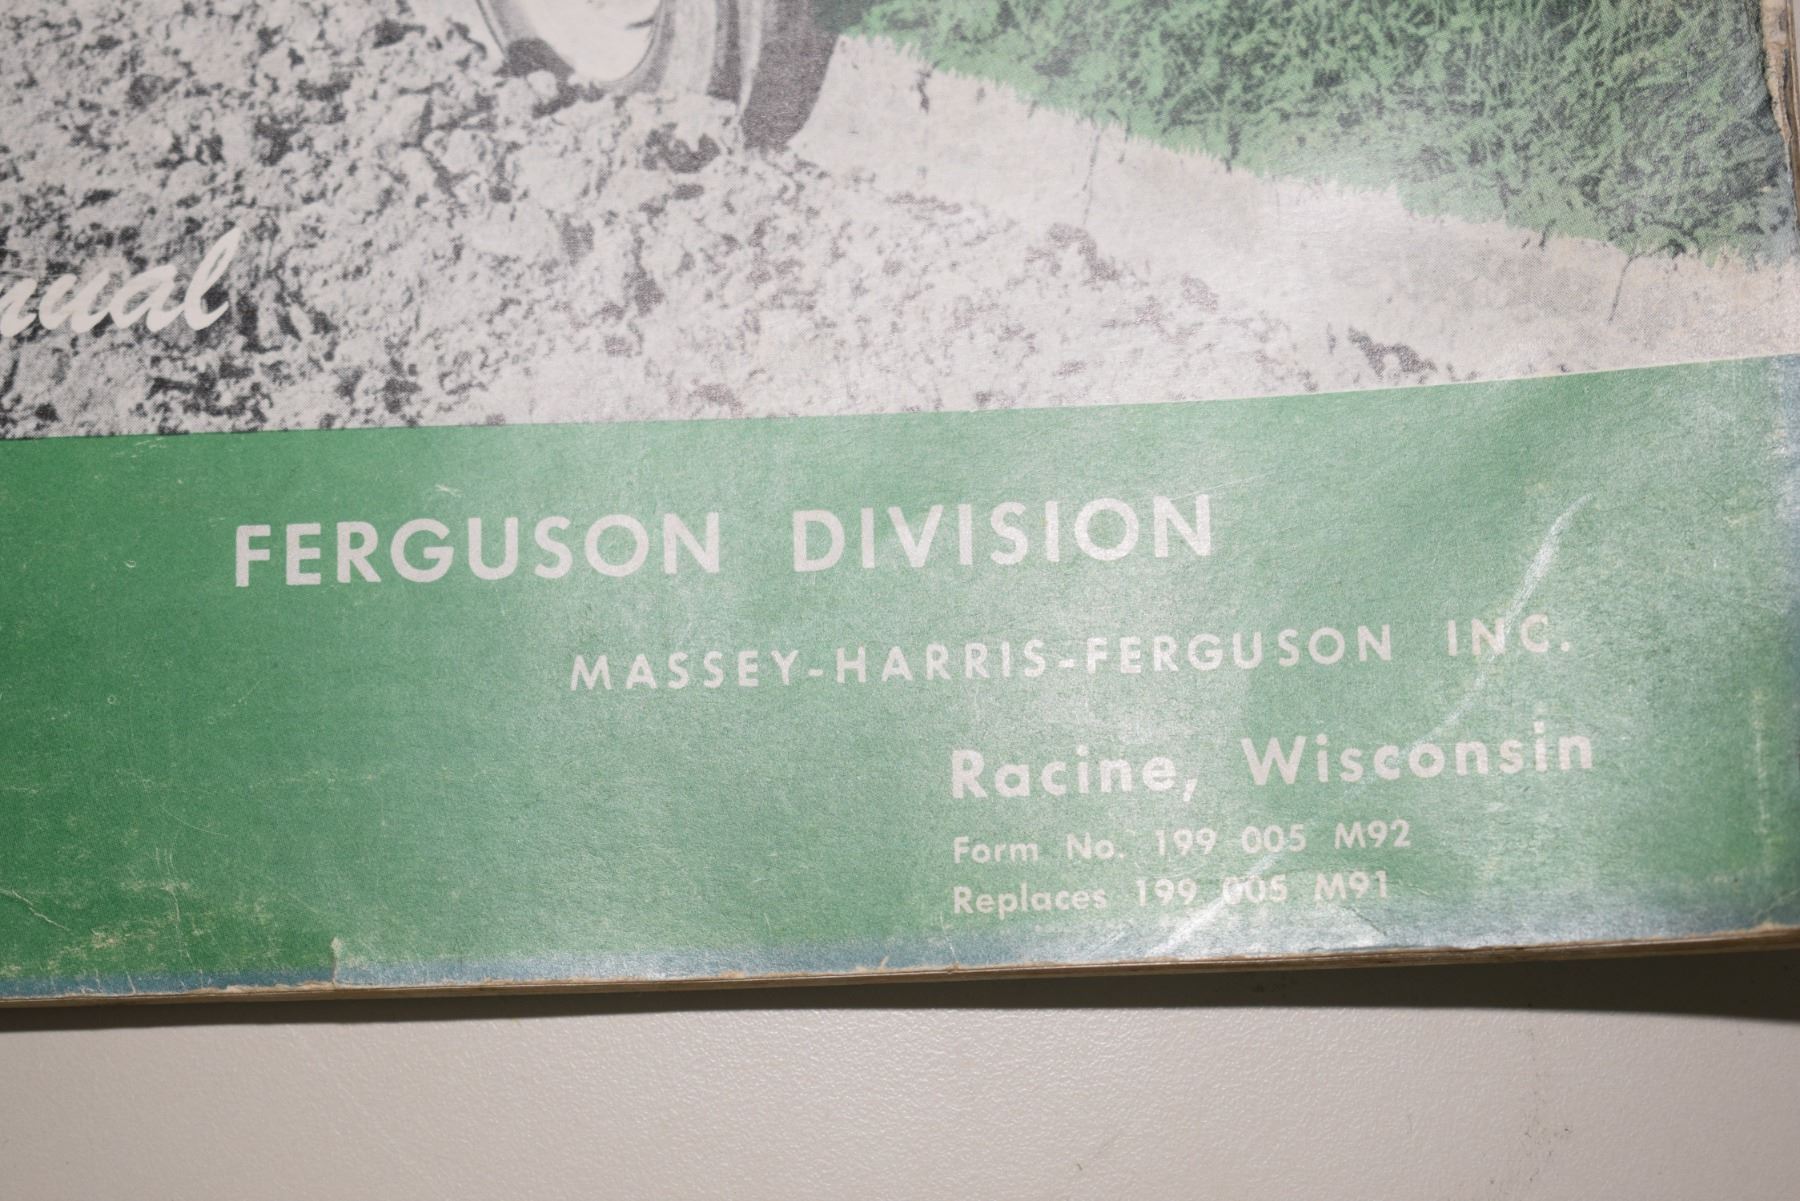 nual
FERGUSON DIVISION
MASSEY-HARRIS-FERGUSON INC.
Racine, Wisconsin
Form No. 199 005 M92
Replaces 199 005 M91